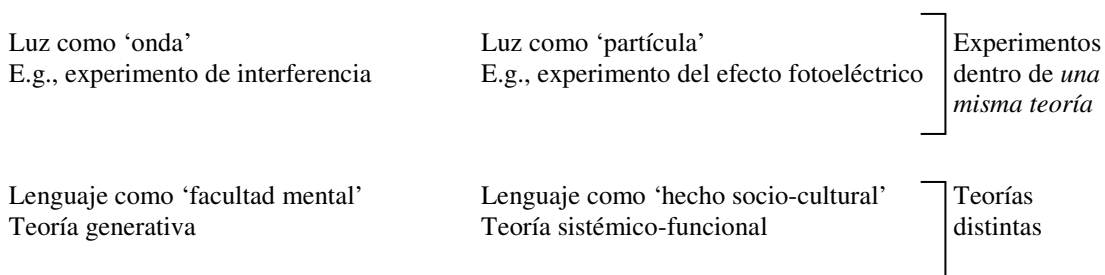 Luz como ‘onda’ Luz como ‘partícula’ Experimentos
E.g., experimento de interferencia E.g., experimento del efecto fotoeléctrico dentro de una
misma teoría
Lenguaje como ‘facultad mental’ Lenguaje como ‘hecho socio-cultural’ Teorías
Teoría generativa Teoría sistémico-funcional distintas